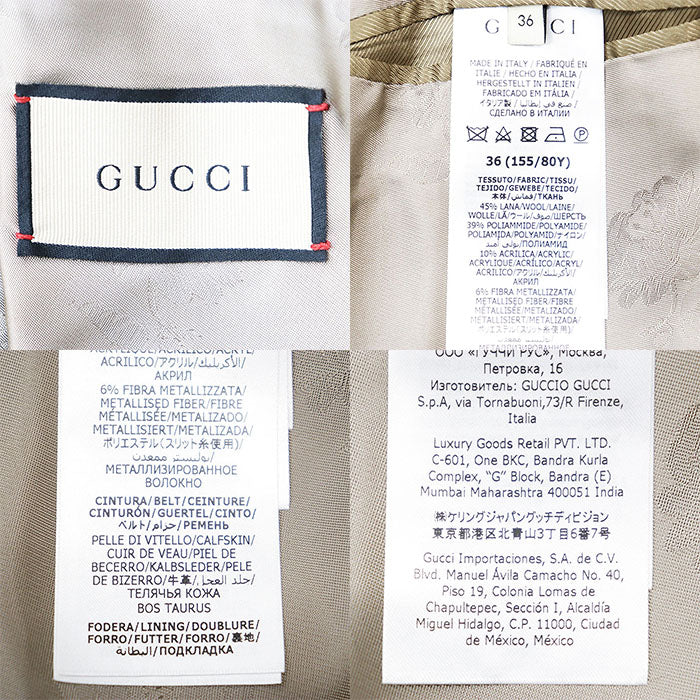 GUCCI
GUCCI
36
MADE IN ITALY / FABRIQUÉ EN
ITALIE / HECHO EN ITALIA /
HERGESTELLT IN ITALIEN /
FABRICADO EM ITÁLIA /
イタリア製 / صنع في إيطاليا /
СДЕЛАНО В ИТАЛИИ
36 (155/80Y)
TESSUTO/FABRIC/TISSU/
TEJIDO/GEWEBE/TECIDO/
本体/قماش/ТКАНЬ
45% LANA/WOOL/LAINE/
WOLLE/LÃ/ウール/صوف/ШЕРСТЬ
39% POLIAMMIDE/POLYAMID/
POLIAMIDA/POLYAMID/ナイロン/
بولي أميد/ПОЛИАМИД
10% ACRILICA/ACRYLIC/
ACRYLIQUE/ACRÍLICO/ACRYL/
ACRÍLICO/アクリル/الأكريليك/
АКРИЛ
6% FIBRA METALLIZZATA/
METALLISED FIBER/FIBRE
MÉTALLISÉE/METALIZADO/
METALLISIERT/METALIZADA/
ポリエステル(スリット糸使用)/
МЕТАЛЛИЗИРОВАННОЕ
ACRYLIQUE/ACRÍLICO/ACRYL/
ACRÍLICO/アクリル/الأكريليك/
АКРИЛ
6% FIBRA METALLIZZATA/
METALLISED FIBER/FIBRE
MÉTALLISÉE/METALIZADO/
METALLISIERT/METALIZADA/
ポリエステル(スリット糸使用)/
بوليستر ممعدن/
МЕТАЛЛИЗИРОВАННОЕ
ВОЛОКНО
CINTURA/BELT/CEINTURE/
CINTURÓN/GUERTEL/CINTO/
ベルト/حزام/РЕМЕНЬ
PELLE DI VITELLO/CALFSKIN/
CUIR DE VEAU/PIEL DE
BECERRO/KALBSLEDER/PELE
DE BIZERRO/牛革/جلد العجل/
ТЕЛЯЧЬЯ КОЖА
BOS TAURUS
FODERA/LINING/DOUBLURE/
FORRO/FUTTER/FORRO/裏地/
البطانة/ПОДКЛАДКА
ООО «ГУЧЧИ РУС», Москва,
Петровка, 16
Изготовитель: GUCCIO GUCCI
S.p.A, via Tornabuoni,73/R Firenze,
Italia
Luxury Goods Retail PVT. LTD.
C-601, One BKC, Bandra Kurla
Complex, “G” Block, Bandra (E)
Mumbai Maharashtra 400051 India
㈱ケリングジャパングッチディビジョン
東京都港区北青山3丁目6番7号
Gucci Importaciones, S.A. de C.V.
Blvd. Manuel Ávila Camacho No. 40,
Piso 19, Colonia Lomas de
Chapultepec, Sección I, Alcaldía
Miguel Hidalgo, C.P. 11000, Ciudad
de México, México